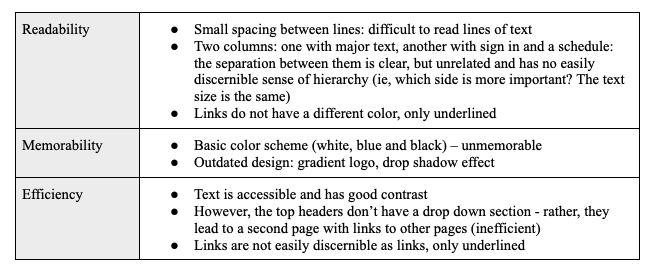 Readability
● Small spacing between lines: difficult to read lines of text
● Two columns: one with major text, another with sign in and a schedule:
the separation between them is clear, but unrelated and has no easily
discernible sense of hierarchy (ie, which side is more important? The text
size is the same)
● Links do not have a different color, only underlined
Memorability
● Basic color scheme (white, blue and black) – unmemorable
● Outdated design: gradient logo, drop shadow effect
Efficiency
● Text is accessible and has good contrast
● However, the top headers don’t have a drop down section - rather, they
lead to a second page with links to other pages (inefficient)
● Links are not easily discernible as links, only underlined